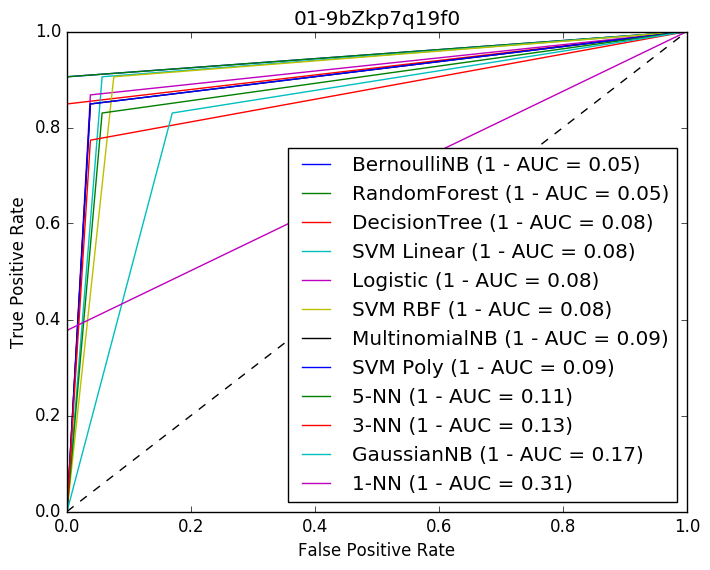 01-9bZkp7q19f0
1.0
0.8
0.6
0.4
0.2
0.0
True Positive Rate
BernoulliNB (1 - AUC = 0.05)
RandomForest (1 - AUC = 0.05)
DecisionTree (1 - AUC = 0.08)
SVM Linear (1 - AUC = 0.08)
Logistic (1 - AUC = 0.08)
SVM RBF (1 - AUC = 0.08)
MultinomialNB (1 - AUC = 0.09)
SVM Poly (1 - AUC = 0.09)
5-NN (1 - AUC = 0.11)
3-NN (1 - AUC = 0.13)
GaussianNB (1 - AUC = 0.17)
1-NN (1 - AUC = 0.31)
0.0 0.2 0.4 0.6 0.8 1.0
False Positive Rate